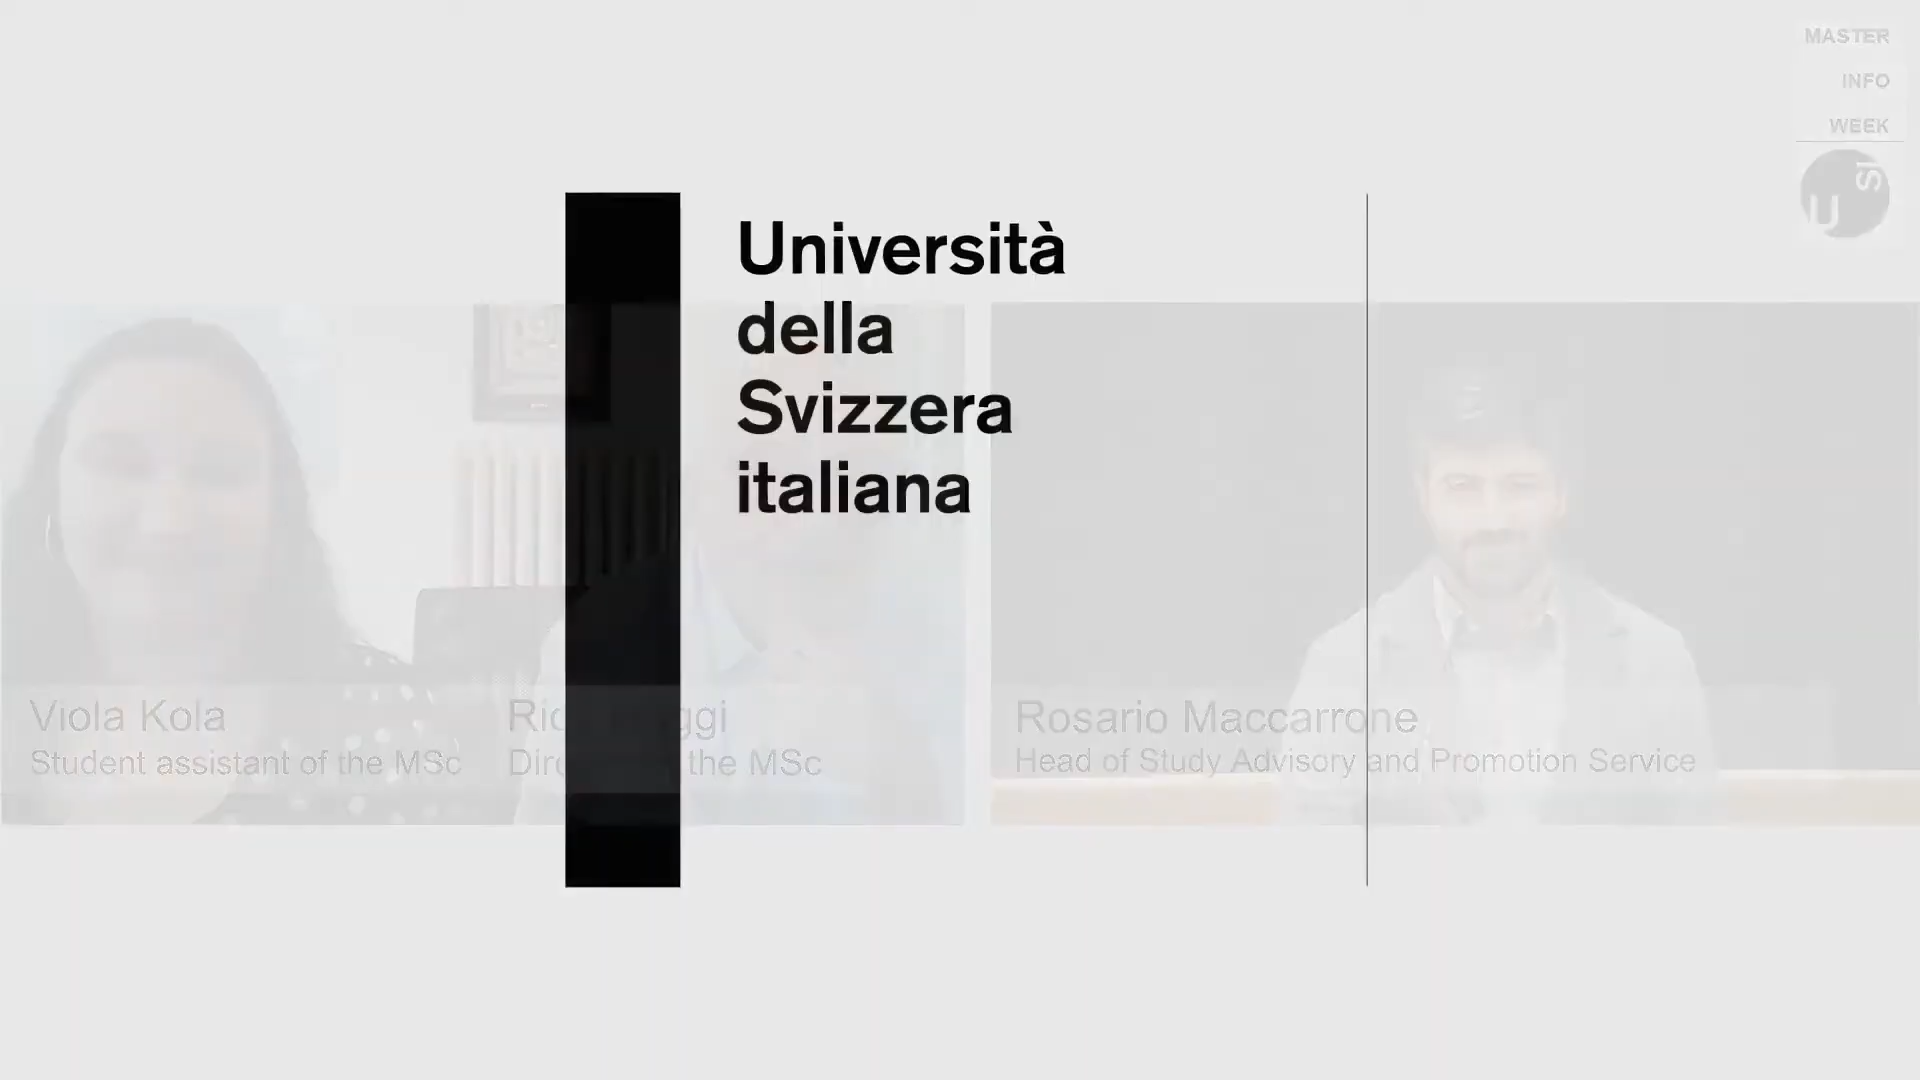 MASTER
INFO
WEEK
USI
Università
della
Svizzera
italiana
Viola Kola
Student assistant of the MSc
the MSc
Rosario Maccarrone
Head of Study Advisory and Promotion Service